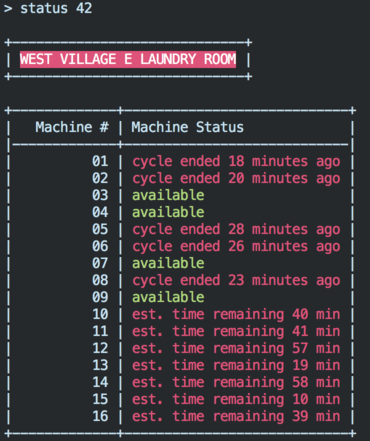 > status 42
WEST VILLAGE E LAUNDRY ROOM
Machine # | Machine Status
01 | cycle ended 18 minutes ago
02 | cycle ended 20 minutes ago
03 | available
04 | available
05 | cycle ended 28 minutes ago
06 | cycle ended 26 minutes ago
07 | available
08 | cycle ended 23 minutes ago
09 | available
10 | est. time remaining 40 min
11 | est. time remaining 41 min
12 | est. time remaining 57 min
13 | est. time remaining 19 min
14 | est. time remaining 58 min
15 | est. time remaining 10 min
16 | est. time remaining 39 min